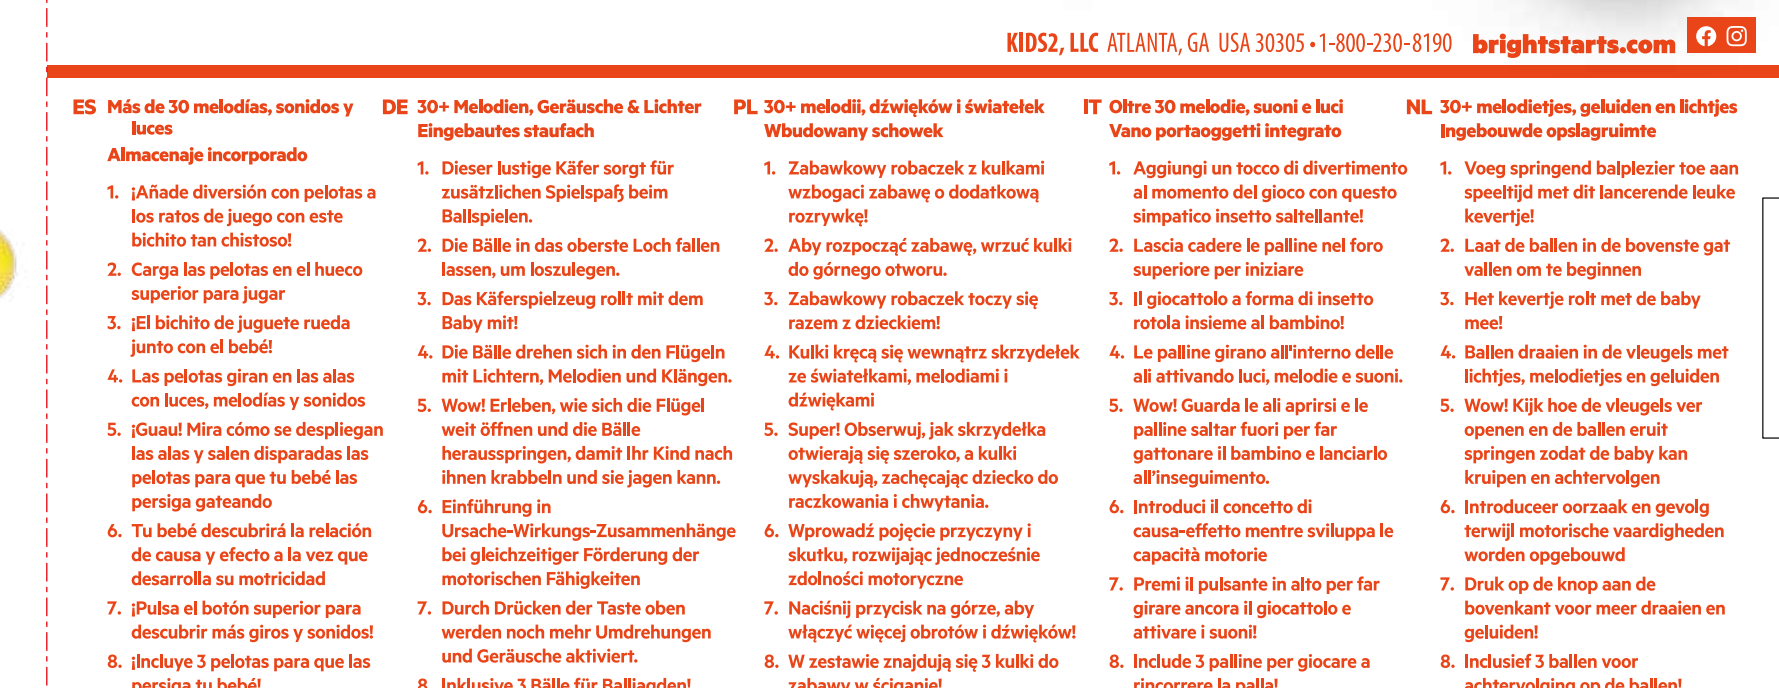 KIDS2, LLC ATLANTA, GA USA 30305 • 1-800-230-8190 brightstarts.com
ES Más de 30 melodías, sonidos y
luces
Almacenaje incorporado
1. ¡Añade diversión con pelotas a
los ratos de juego con este
bichito tan chistoso!
2. Carga las pelotas en el hueco
superior para jugar
3. ¡El bichito de juguete rueda
junto con el bebé!
4. Las pelotas giran en las alas
con luces, melodías y sonidos
5. ¡Guau! Mira cómo se despliegan
las alas y salen disparadas las
pelotas para que tu bebé las
persiga gateando
6. Tu bebé descubrirá la relación
de causa y efecto a la vez que
desarrolla su motricidad
7. ¡Pulsa el botón superior para
descubrir más giros y sonidos!
8. ¡Incluye 3 pelotas para que las
persiga tu bebé!
DE 30+ Melodien, Geräusche & Lichter
Eingebautes staufach
1. Dieser lustige Käfer sorgt für
zusätzlichen Spielspaß beim
Ballspielen.
2. Die Bälle in das oberste Loch fallen
lassen, um loszulegen.
3. Das Käferspielzeug rollt mit dem
Baby mit!
4. Die Bälle drehen sich in den Flügeln
mit Lichtern, Melodien und Klängen.
5. Wow! Erleben, wie sich die Flügel
weit öffnen und die Bälle
herausspringen, damit Ihr Kind nach
ihnen krabbeln und sie jagen kann.
6. Einführung in
Ursache-Wirkungs-Zusammenhänge
bei gleichzeitiger Förderung der
motorischen Fähigkeiten
7. Durch Drücken der Taste oben
werden noch mehr Umdrehungen
und Geräusche aktiviert.
8. Inklusive 3 Bälle für Balljagden!
PL 30+ melodii, dźwięków i światełek
Wbudowany schowek
1. Zabawkowy robaczek z kulkami
wzbogaci zabawę o dodatkową
rozrywkę!
2. Aby rozpocząć zabawę, wrzuć kulki
do górnego otworu.
3. Zabawkowy robaczek toczy się
razem z dzieckiem!
4. Kulki kręcą się wewnątrz skrzydełek
ze światełkami, melodiami i
dźwiękami
5. Super! Obserwuj, jak skrzydełka
otwierają się szeroko, a kulki
wyskakują, zachęcając dziecko do
raczkowania i chwytania.
6. Wprowadź pojęcie przyczyny i
skutku, rozwijając jednocześnie
zdolności motoryczne
7. Naciśnij przycisk na górze, aby
włączyć więcej obrotów i dźwięków!
8. W zestawie znajdują się 3 kulki do
zabawy w ściganie!
IT Oltre 30 melodie, suoni e luci
Vano portaoggetti integrato
1. Aggiungi un tocco di divertimento
al momento del gioco con questo
simpatico insetto saltellante!
2. Lascia cadere le palline nel foro
superiore per iniziare
3. Il giocattolo a forma di insetto
rotola insieme al bambino!
4. Le palline girano all'interno delle
ali attivando luci, melodie e suoni.
5. Wow! Guarda le ali aprirsi e le
palline saltar fuori per far
gattonare il bambino e lanciarlo
all’inseguimento.
6. Introduci il concetto di
causa-effetto mentre sviluppa le
capacità motorie
7. Premi il pulsante in alto per far
girare ancora il giocattolo e
attivare i suoni!
8. Include 3 palline per giocare a
rincorrere la palla!
NL 30+ melodietjes, geluiden en lichtjes
Ingebouwde opslagruimte
1. Voeg springend balplezier toe aan
speeltijd met dit lancerende leuke
kevertje!
2. Laat de ballen in de bovenste gat
vallen om te beginnen
3. Het kevertje rolt met de baby
mee!
4. Ballen draaien in de vleugels met
lichtjes, melodietjes en geluiden
5. Wow! Kijk hoe de vleugels ver
openen en de ballen eruit
springen zodat de baby kan
kruipen en achtervolgen
6. Introduceer oorzaak en gevolg
terwijl motorische vaardigheden
worden opgebouwd
7. Druk op de knop aan de
bovenkant voor meer draaien en
geluiden!
8. Inclusief 3 ballen voor
achtervolging op de ballen!